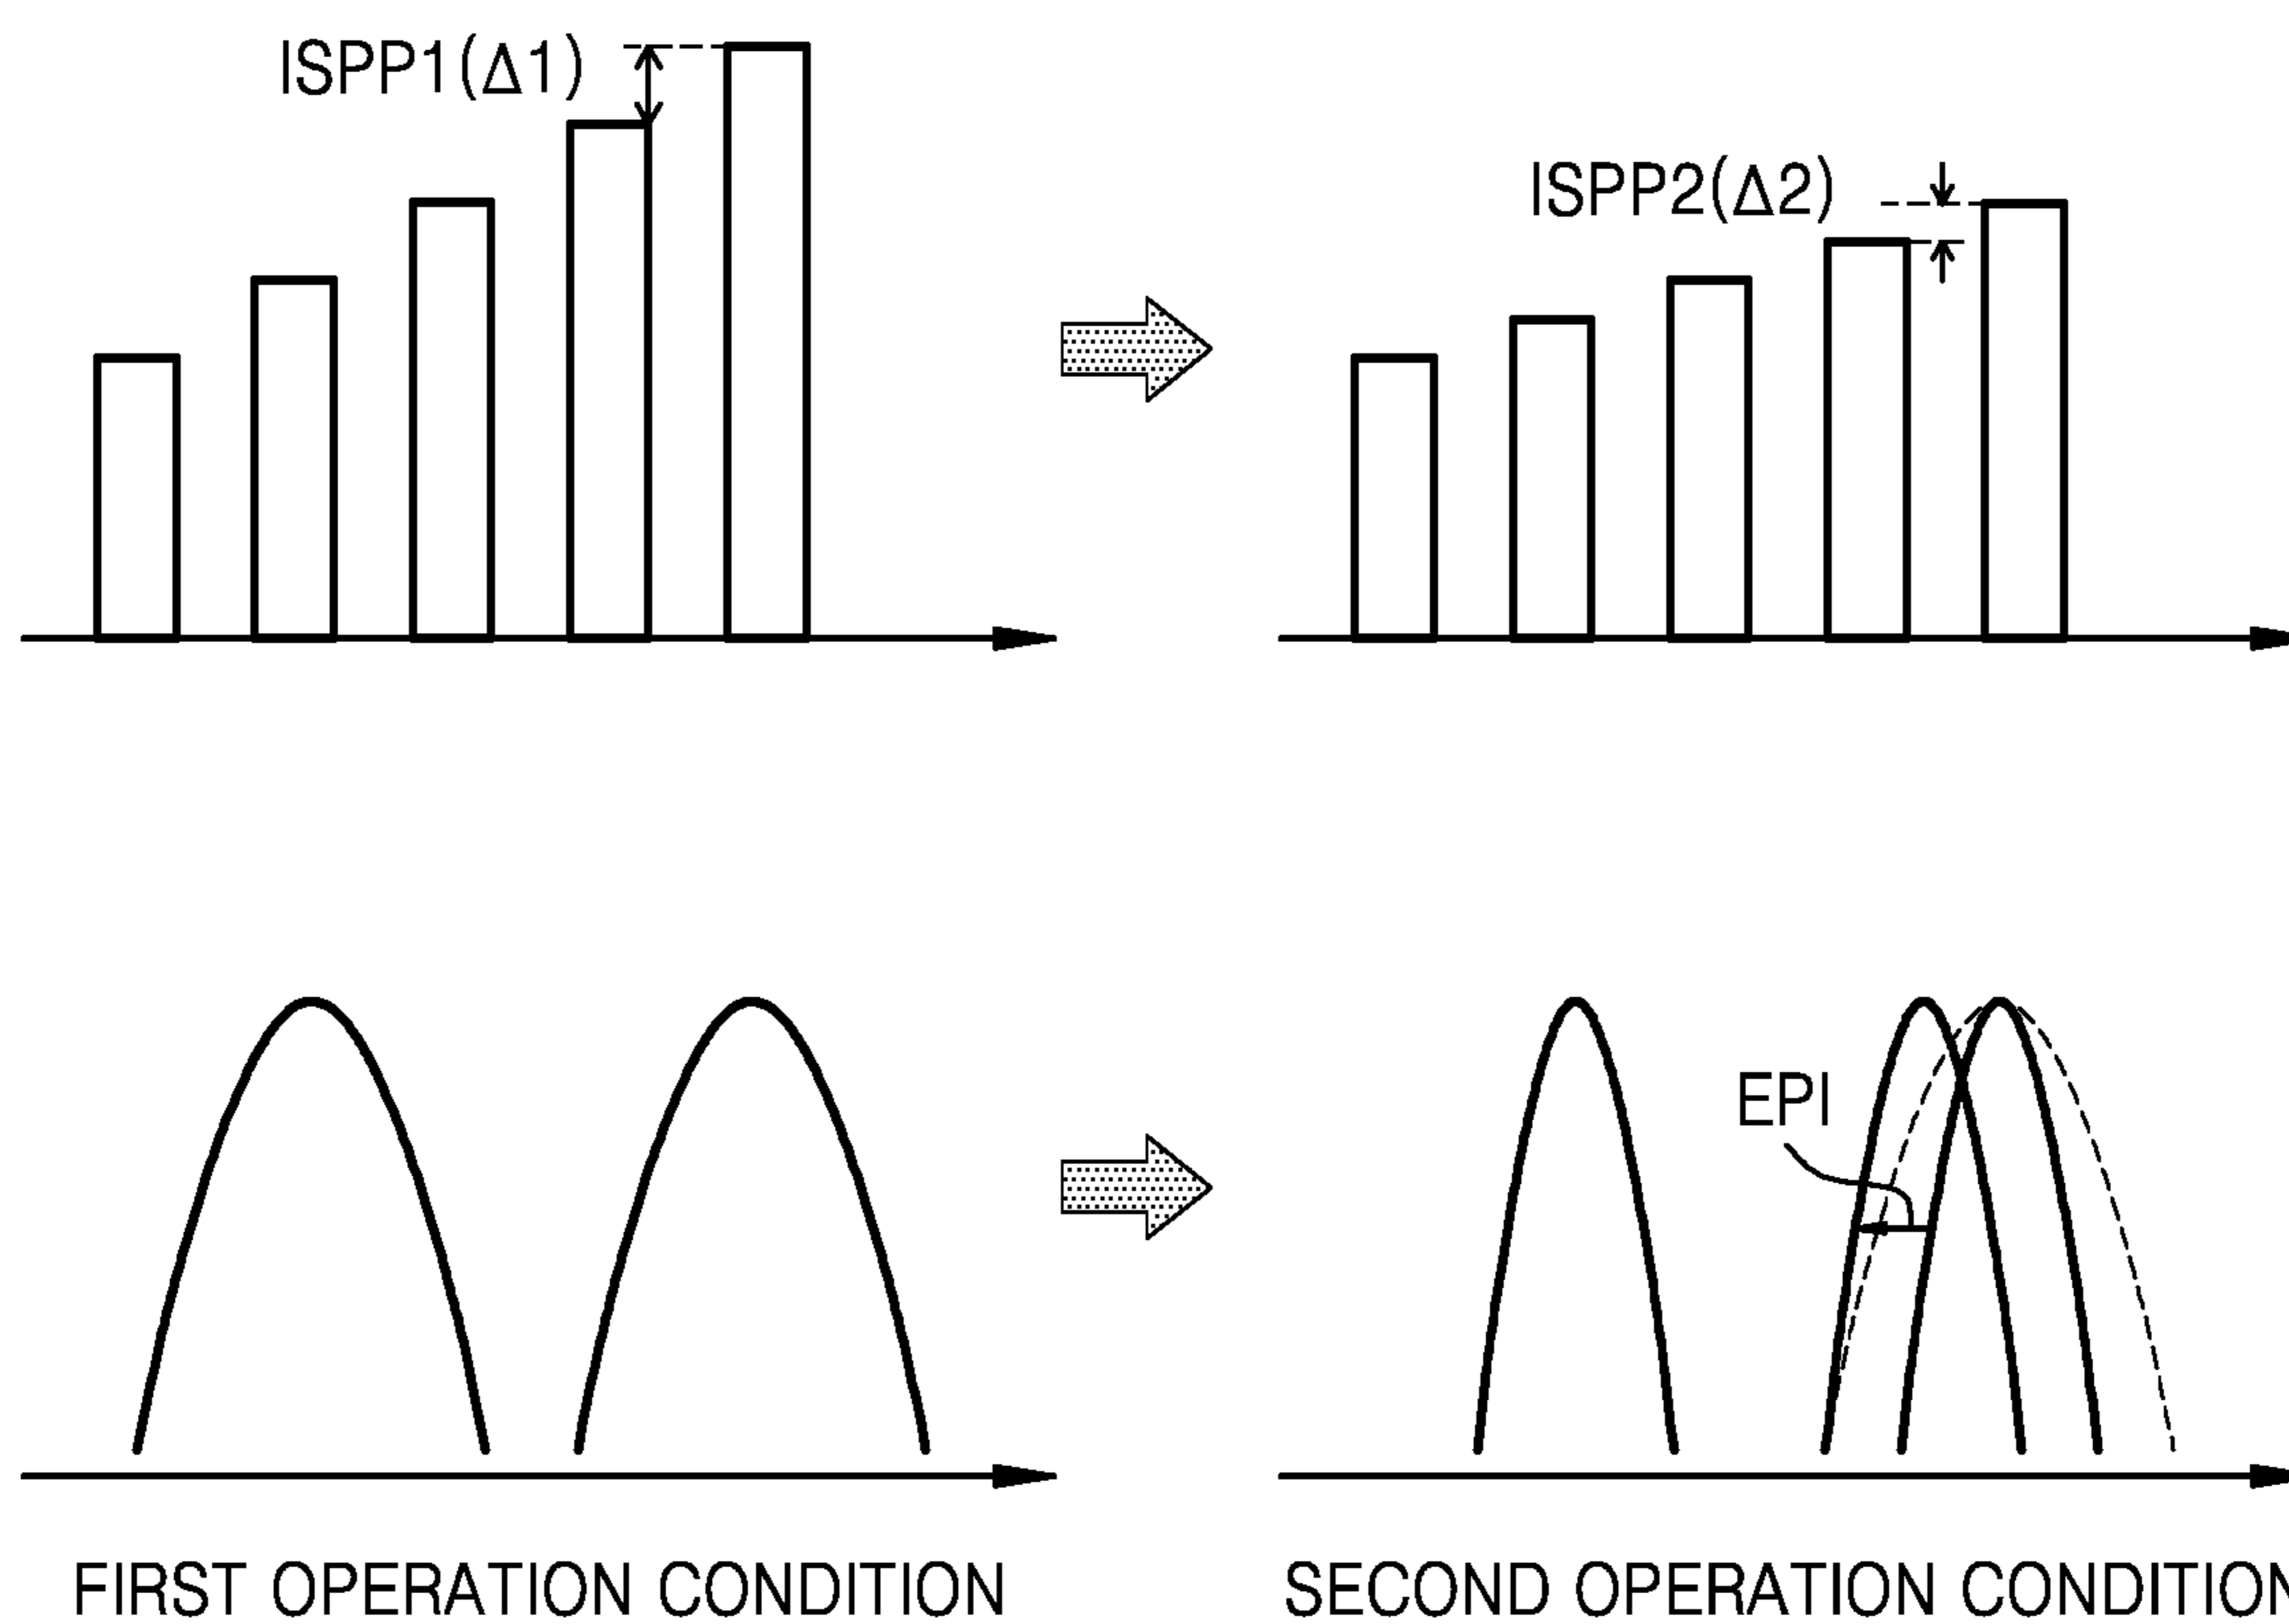 ISPP1(Δ1)
ISPP2(Δ2)
EPI
FIRST OPERATION CONDITION
SECOND OPERATION CONDITION